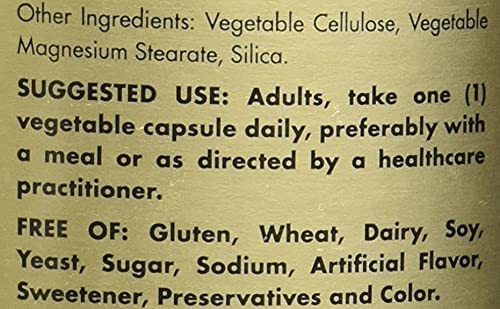 Other Ingredients: Vegetable Cellulose, Vegetable
Magnesium Stearate, Silica.
SUGGESTED USE: Adults, take one (1)
vegetable capsule daily, preferably with
a meal or as directed by a healthcare
practitioner.
FREE OF: Gluten, Wheat, Dairy, Soy,
Yeast, Sugar, Sodium, Artificial Flavor,
Sweetener, Preservatives and Color.